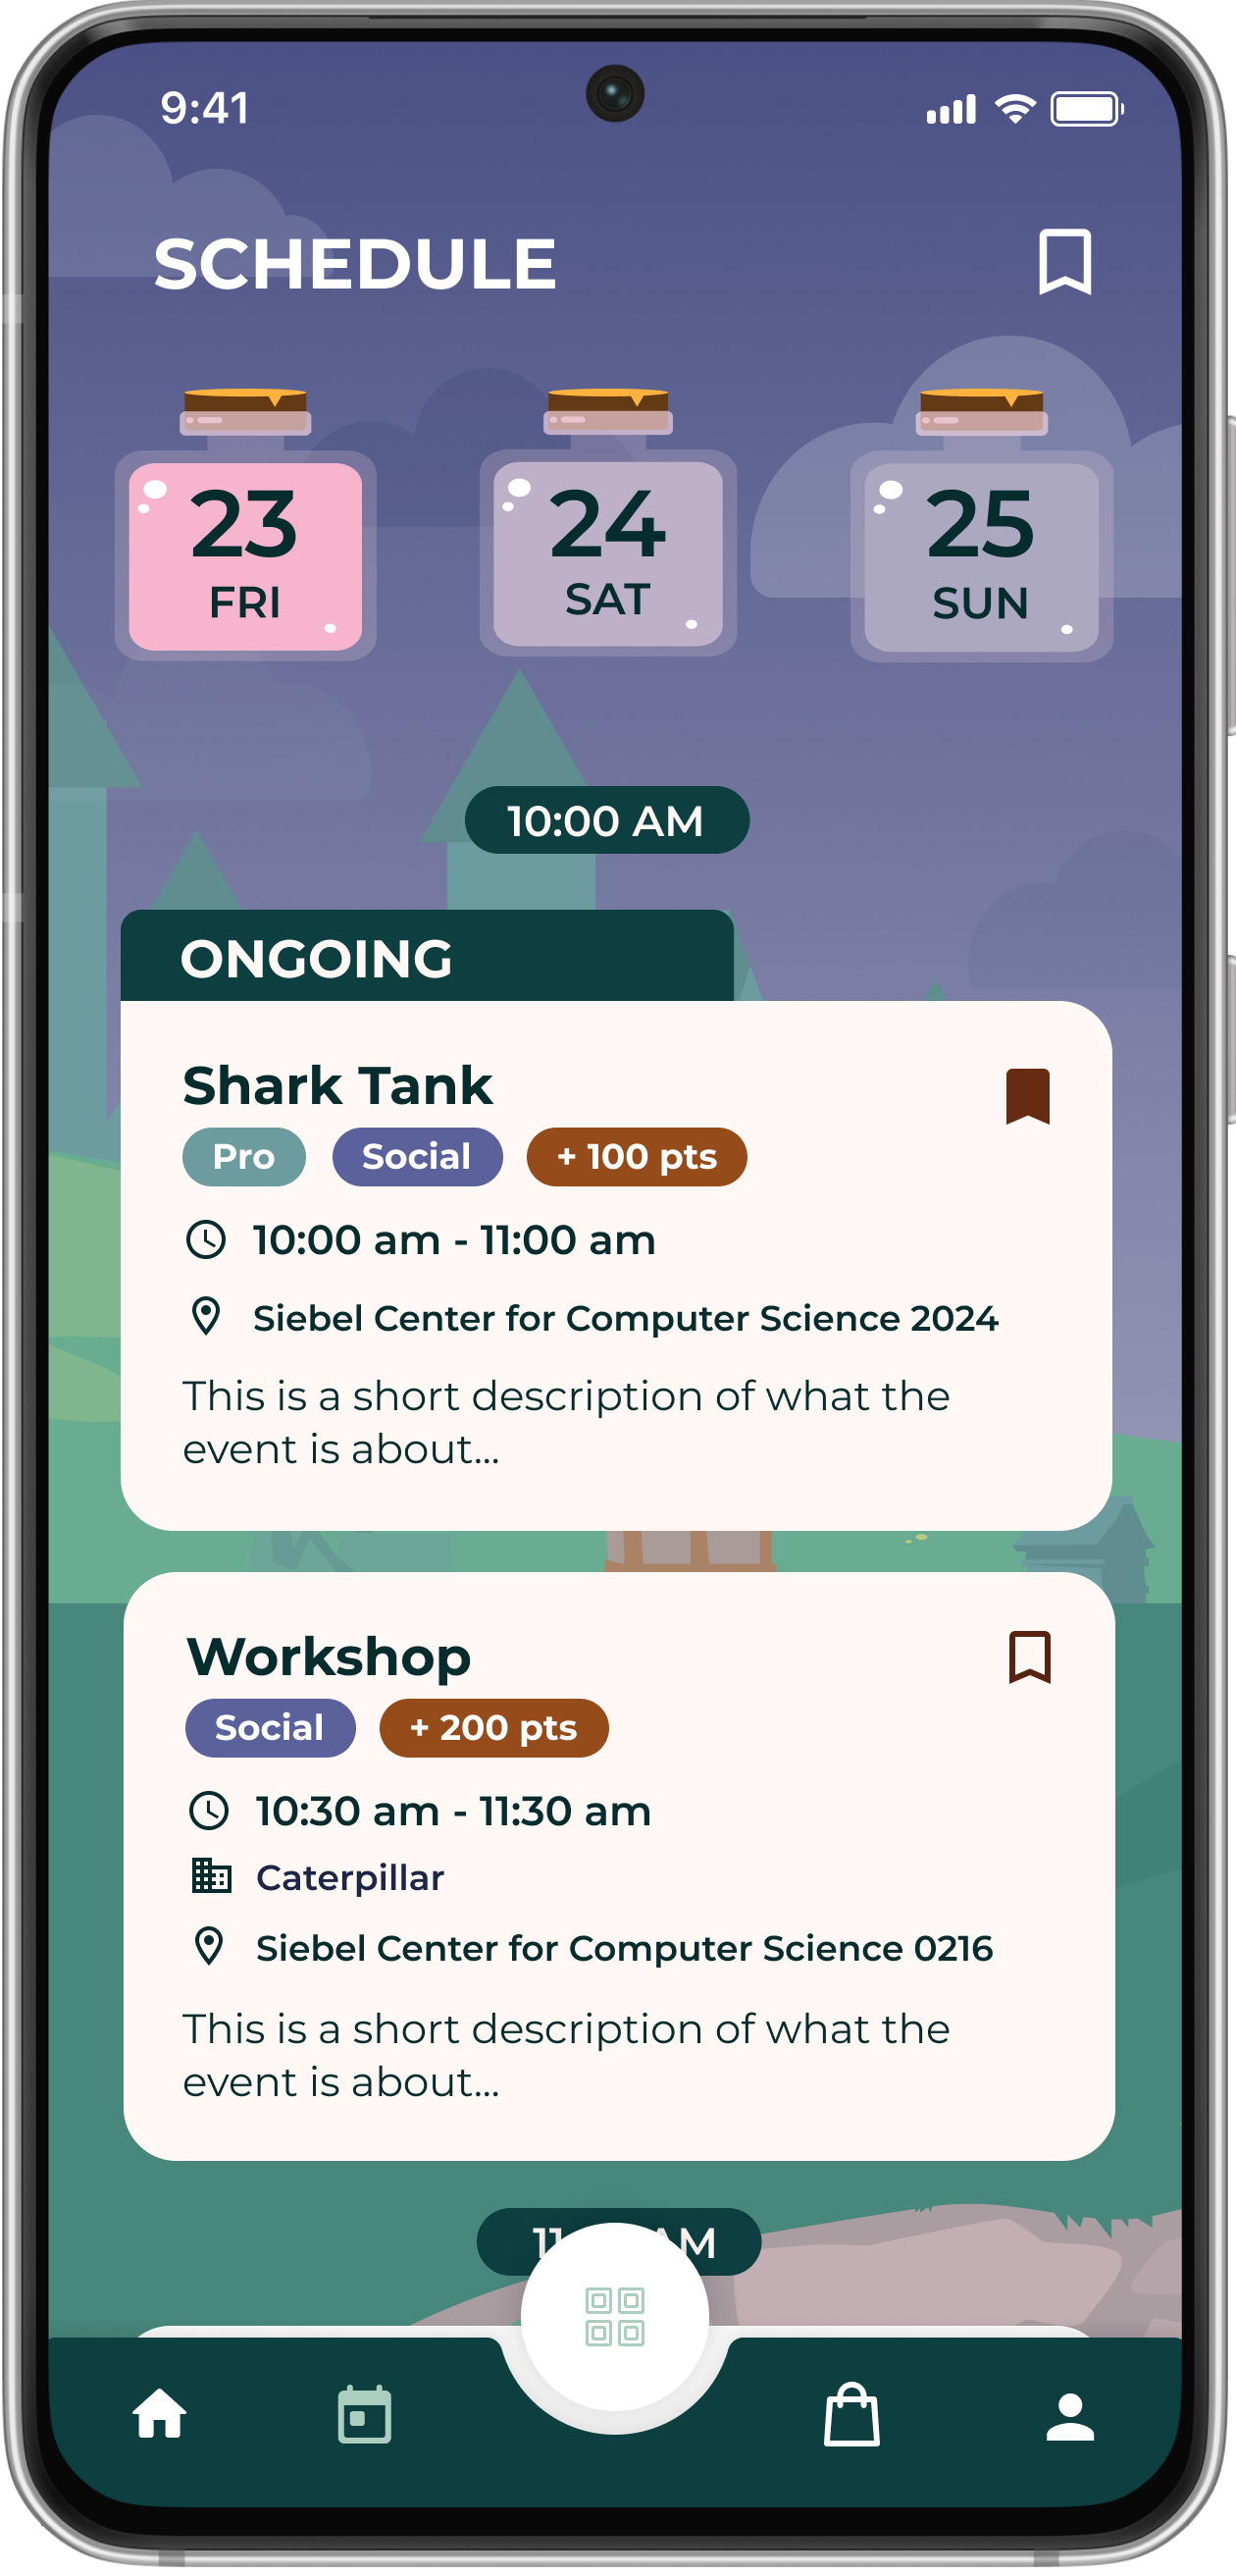 9:41
SCHEDULE
23
FRI
24
SAT
25
SUN
10:00 AM
ONGOING
Shark Tank
Pro
Social
+ 100 pts
10:00 am - 11:00 am
Siebel Center for Computer Science 2024
This is a short description of what the
event is about...
Workshop
Social
+ 200 pts
10:30 am - 11:30 am
Caterpillar
Siebel Center for Computer Science 0216
This is a short description of what the
event is about...
AM